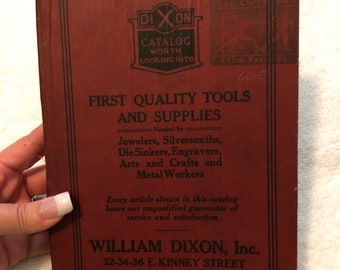 DIXON
CATALOG
WORTH
LOOKING INTO
FIRST QUALITY TOOLS
AND SUPPLIES
Needed by
Jewelers, Silversmiths,
Die Sinkers, Engravers,
Arts and Crafts and
Metal Workers
Every article shown in this catalog
bears our unqualified guarantee of
service and satisfaction
WILLIAM DIXON, Inc.
32-34-36 E. KINNEY STREET